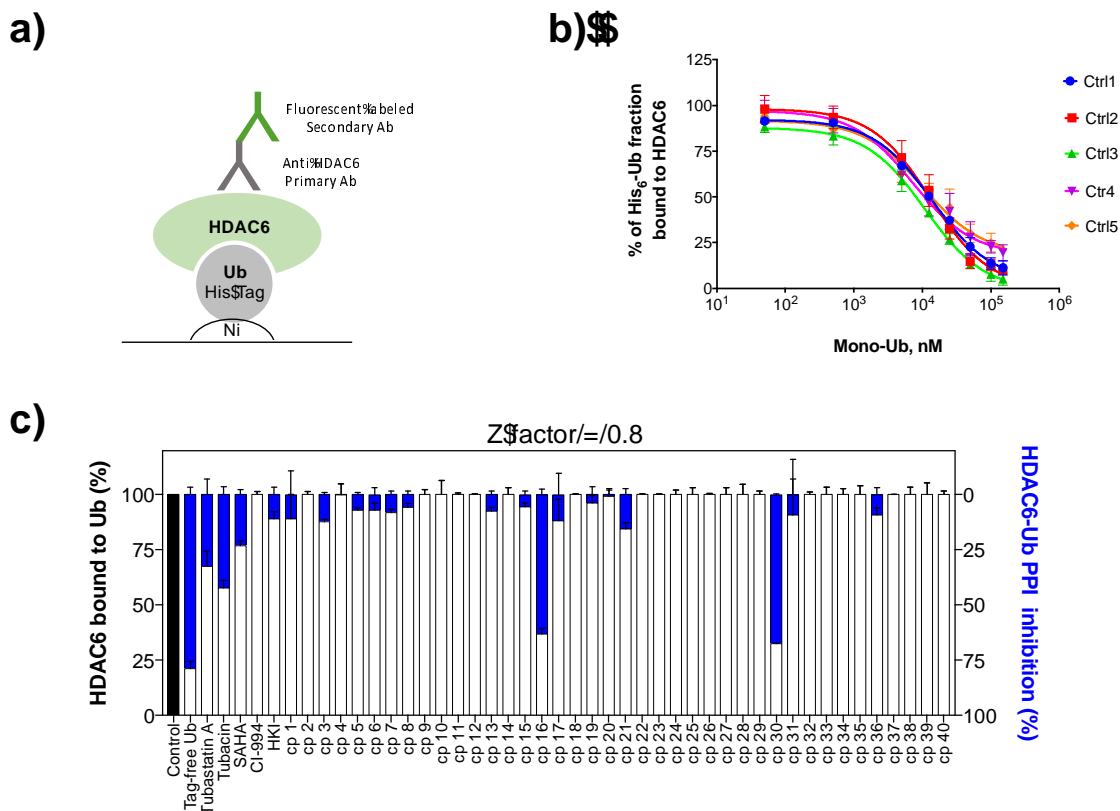 a)
Fluorescent%labeled
Secondary Ab
Anti%HDAC6
Primary Ab
HDAC6
Ub
His$Tag
Ni
b)$$
% of His6-Ub fraction
bound to HDAC6
125
100
75
50
25
0
10¹ 10² 10³ 10⁴ 10⁵ 10⁶
Mono-Ub, nM
Ctrl1
Ctrl2
Ctrl3
Ctr4
Ctrl5
c)
Z$factor/=/0.8
HDAC6 bound to Ub (%)
100
75
50
25
0
0
25
50
75
100
HDAC6-Ub PPI inhibition (%)
Control
Tag-free Ub
Tubastatin A
Tubacin
SAHA
CI-994
HKI
cp 1
cp 2
cp 3
cp 4
cp 5
cp 6
cp 7
cp 8
cp 9
cp 10
cp 11
cp 12
cp 13
cp 14
cp 15
cp 16
cp 17
cp 18
cp 19
cp 20
cp 21
cp 22
cp 23
cp 24
cp 25
cp 26
cp 27
cp 28
cp 29
cp 30
cp 31
cp 32
cp 33
cp 34
cp 35
cp 36
cp 37
cp 38
cp 39
cp 40